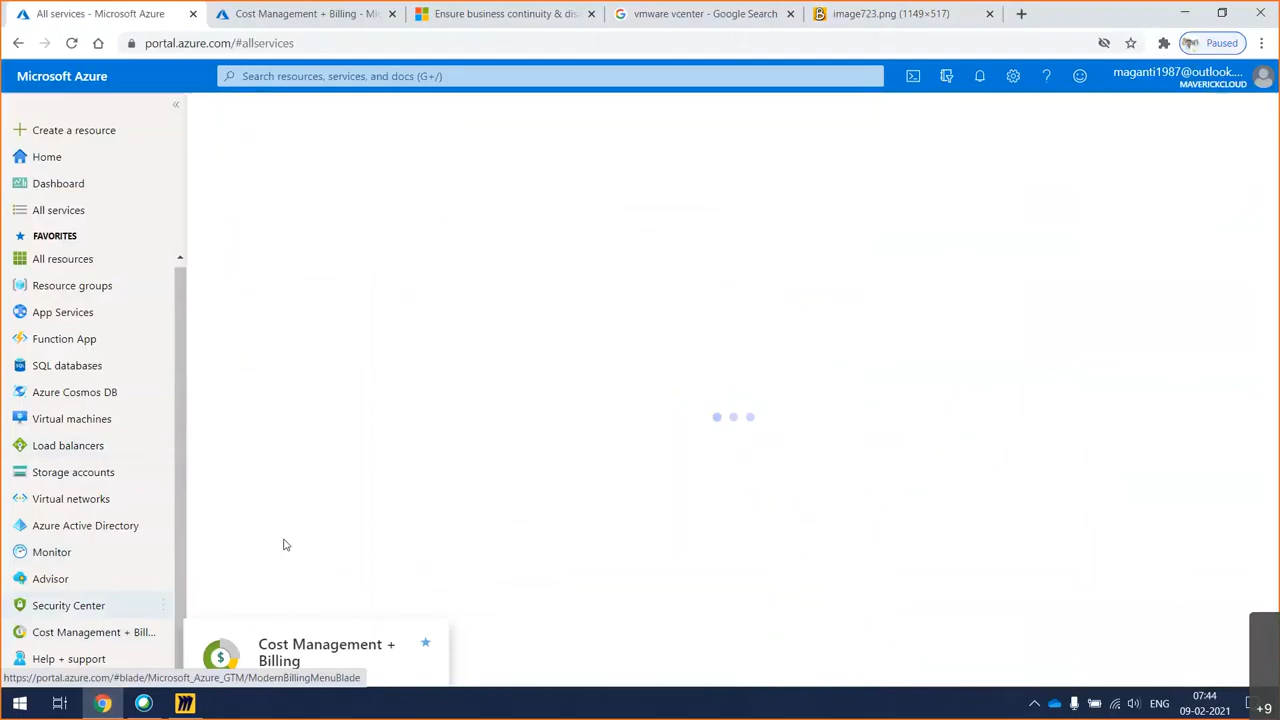 All services - Microsoft Azure
Cost Management + Billing - Mi
Ensure business continuity & dis
vmware vcenter - Google Search
image723.png (1149×517)
portal.azure.com/#allservices
Paused
Microsoft Azure
Search resources, services, and docs (G+/)
maganti1987@outlook....
MAVERICKCLOUD
Create a resource
Home
Dashboard
All services
FAVORITES
All resources
Resource groups
App Services
Function App
SQL databases
Azure Cosmos DB
Virtual machines
Load balancers
Storage accounts
Virtual networks
Azure Active Directory
Monitor
Advisor
Security Center
Cost Management + Bill...
Help + support
Cost Management +
Billing
https://portal.azure.com/#blade/Microsoft_Azure_GTM/ModernBillingMenuBlade
ENG
07:44
09-02-2021
+9